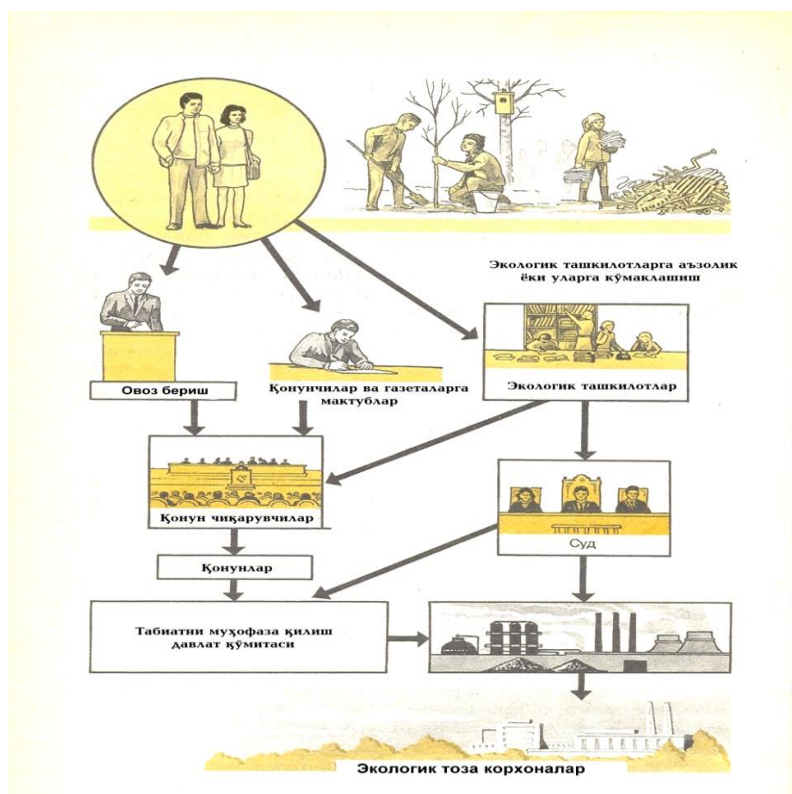 Экологик ташкилотларга аъзолик
ёки уларга кўмаклашиш
Овоз бериш
Қонунчилар ва газеталарга
мактублар
Экологик ташкилотлар
Қонун чиқарувчилар
Суд
Қонунлар
Табиатни муҳофаза қилиш
давлат қўмитаси
Экологик тоза корхоналар